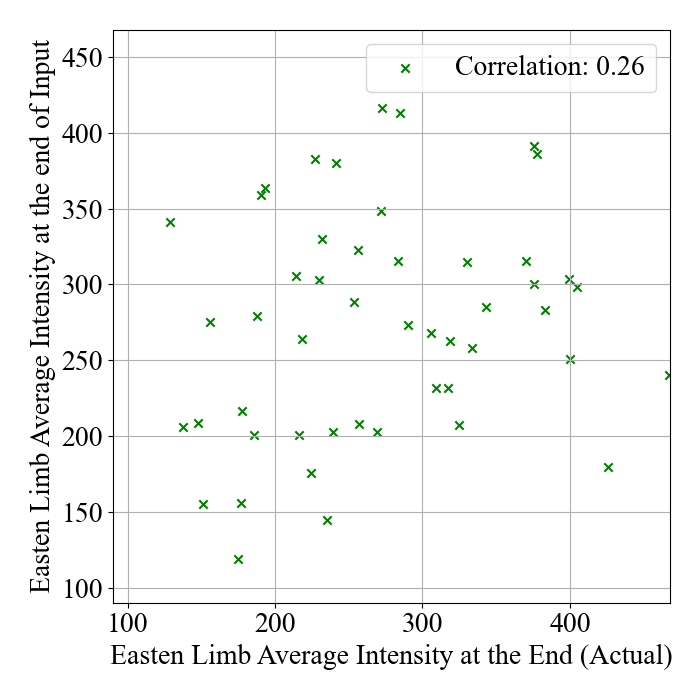 Correlation: 0.26
Easten Limb Average Intensity at the end of Input
450
400
350
300
250
200
150
100
100 200 300 400
Easten Limb Average Intensity at the End (Actual)